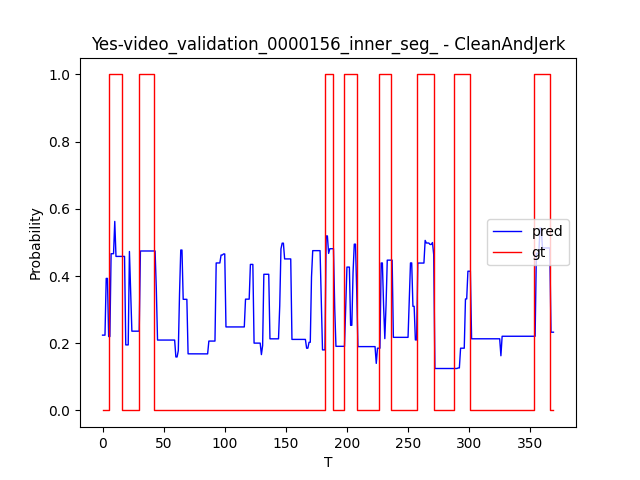 Yes-video_validation_0000156_inner_seg_ - CleanAndJerk
1.0
0.8
0.6
0.4
0.2
0.0
Probability
pred
gt
0 50 100 150 200 250 300 350
T